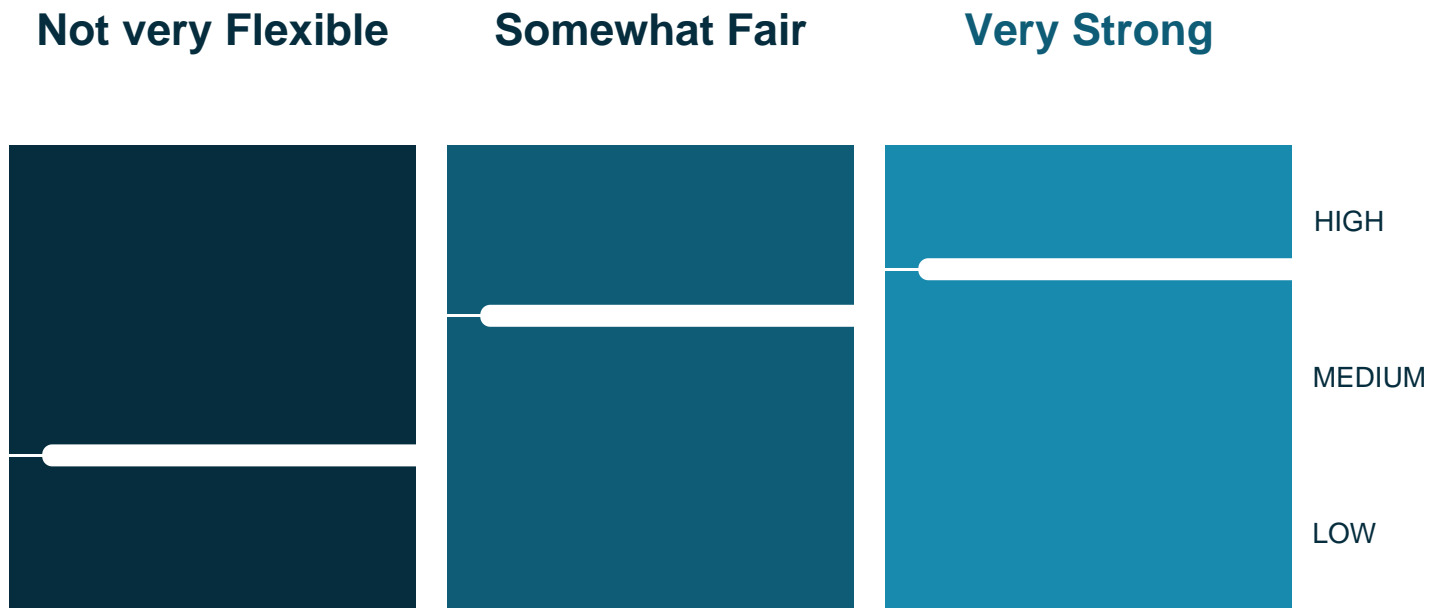 Not very Flexible
Somewhat Fair
Very Strong
HIGH
MEDIUM
LOW